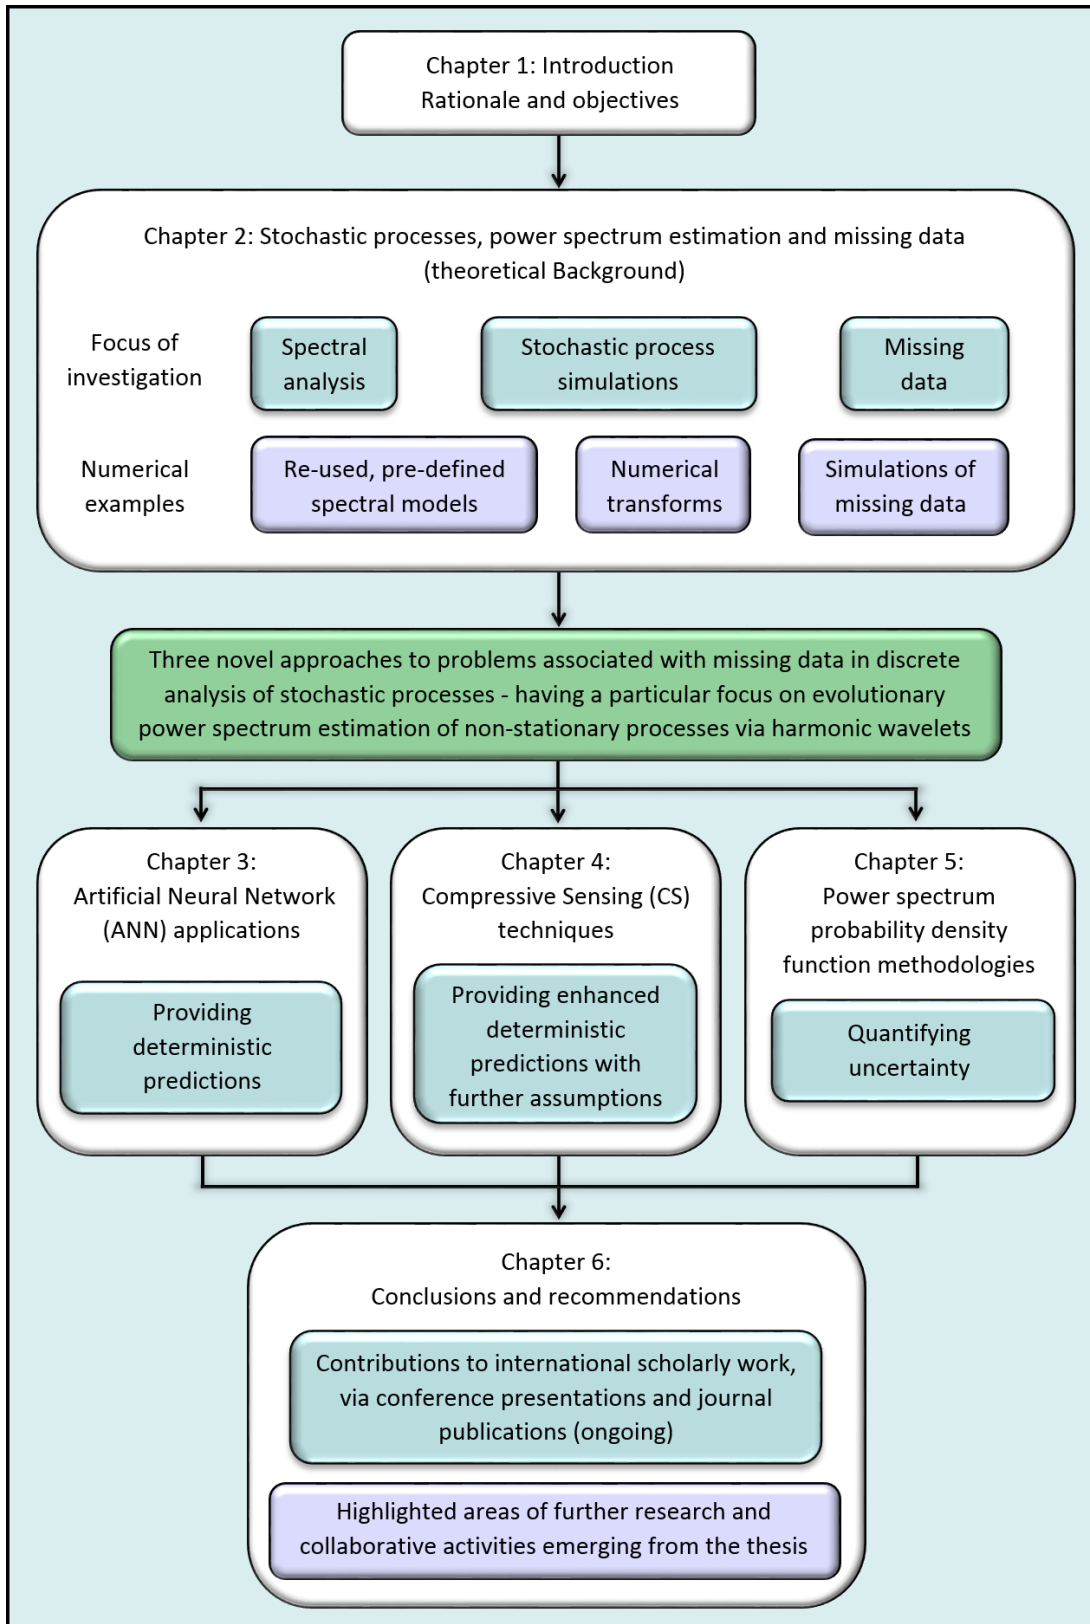 Chapter 1: Introduction
Rationale and objectives
Chapter 2: Stochastic processes, power spectrum estimation and missing data
(theoretical Background)
Focus of
investigation
Spectral
analysis
Stochastic process
simulations
Missing
data
Numerical
examples
Re-used, pre-defined
spectral models
Numerical
transforms
Simulations of
missing data
Three novel approaches to problems associated with missing data in discrete
analysis of stochastic processes - having a particular focus on evolutionary
power spectrum estimation of non-stationary processes via harmonic wavelets
Chapter 3:
Artificial Neural Network
(ANN) applications
Providing
deterministic
predictions
Chapter 4:
Compressive Sensing (CS)
techniques
Providing enhanced
deterministic
predictions with
further assumptions
Chapter 5:
Power spectrum
probability density
function methodologies
Quantifying
uncertainty
Chapter 6:
Conclusions and recommendations
Contributions to international scholarly work,
via conference presentations and journal
publications (ongoing)
Highlighted areas of further research and
collaborative activities emerging from the thesis